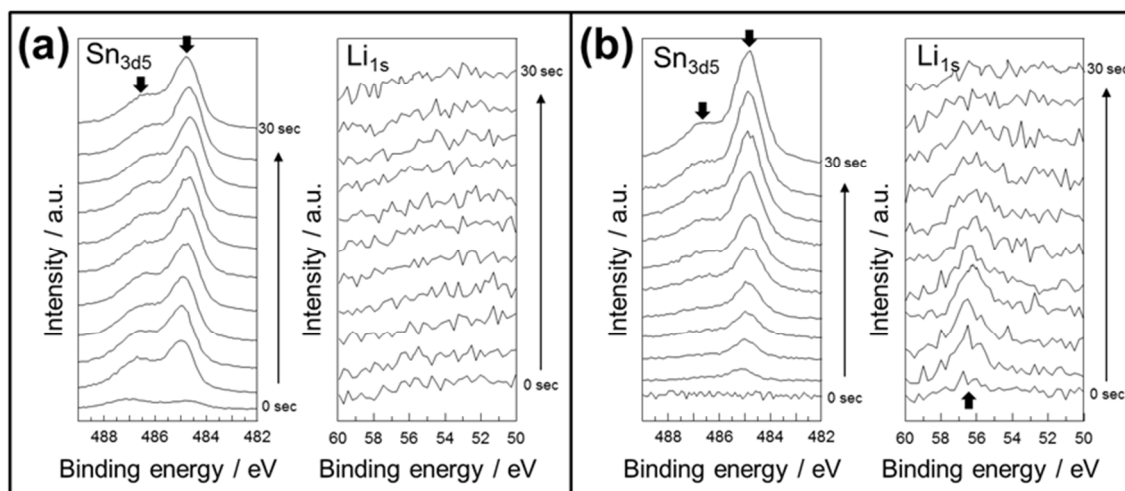 (a)
Sn3d5
Li1s
30 sec
30 sec
0 sec
0 sec
Intensity / a.u.
Intensity / a.u.
488 486 484 482
60 58 56 54 52 50
Binding energy / eV
Binding energy / eV
(b)
Sn3d5
Li1s
30 sec
30 sec
0 sec
0 sec
Intensity / a.u.
Intensity / a.u.
488 486 484 482
60 58 56 54 52 50
Binding energy / eV
Binding energy / eV